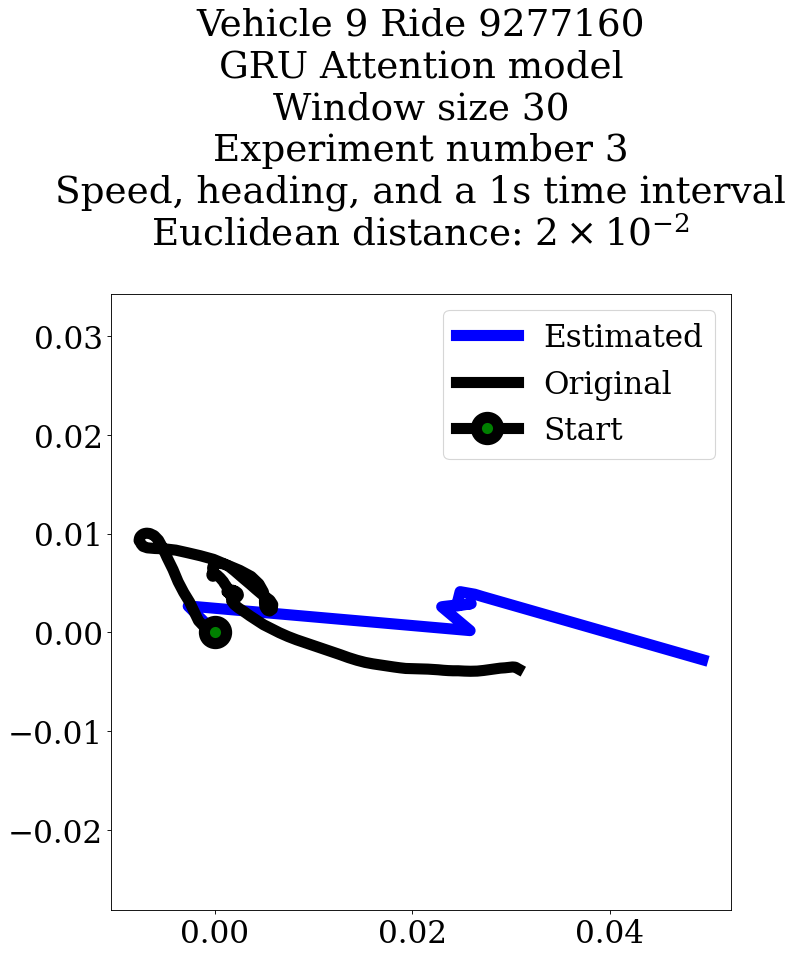 Vehicle 9 Ride 9277160
GRU Attention model
Window size 30
Experiment number 3
Speed, heading, and a 1s time interval
Euclidean distance: 2 × 10⁻²
Estimated
Original
Start
0.03
0.02
0.01
0.00
−0.01
−0.02
0.00 0.02 0.04